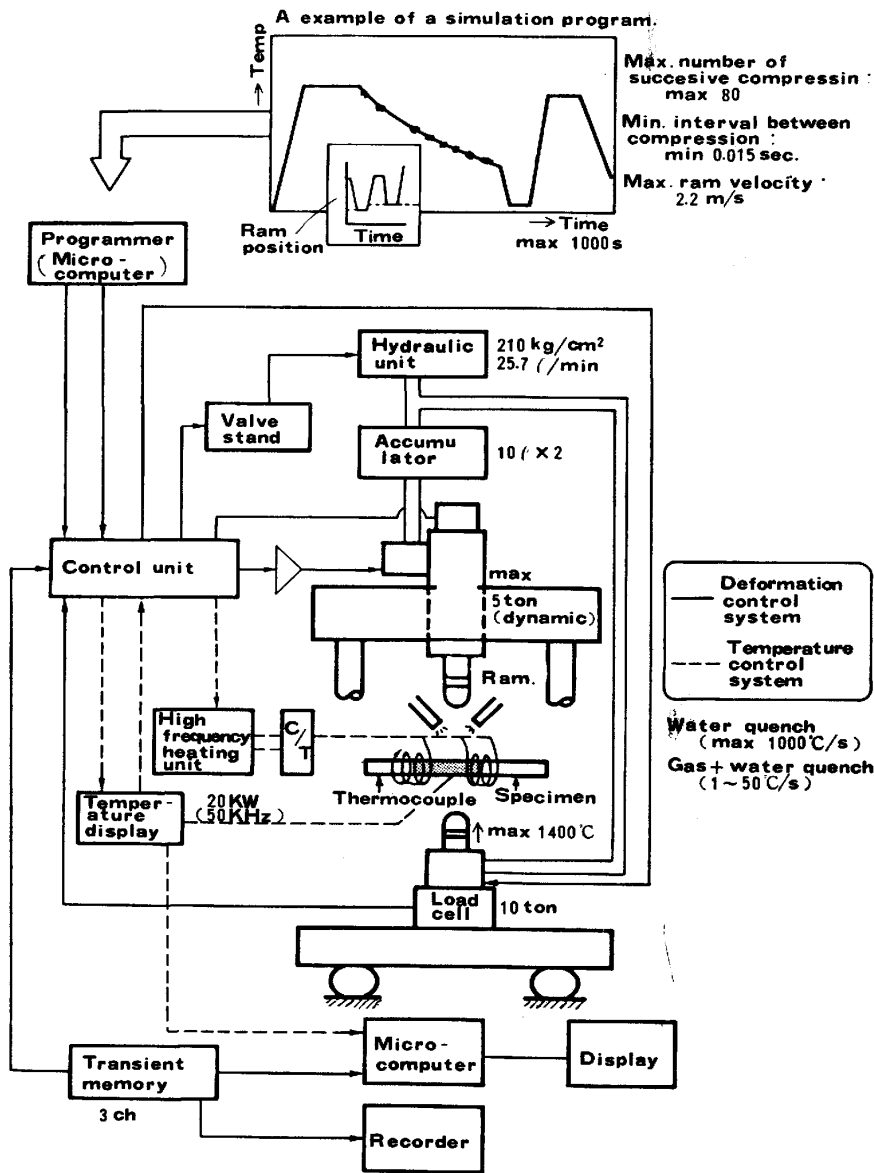 A example of a simulation program.
→ Temp
Max. number of
succesive compressin :
max 80
Min. interval between
compression :
min 0.015 sec.
Max. ram velocity :
2.2 m/s
Ram
position
Time
→ Time
max 1000s
Programmer
(Micro-
computer)
Hydraulic
unit
210 kg/cm²
25.7 ℓ/min
Valve
stand
Accumu
lator
10ℓ × 2
Control unit
max
5 ton
(dynamic)
Deformation
control
system
Temperature
control
system
Ram.
High
frequency
heating
unit
C/T
Water quench
(max 1000℃/s)
Gas + water quench
(1~50℃/s)
Thermocouple
Specimen
Temper-
ature
display
20KW
(50KHz)
max 1400℃
Load
cell
10 ton
Micro-
computer
Display
Transient
memory
3 ch
Recorder